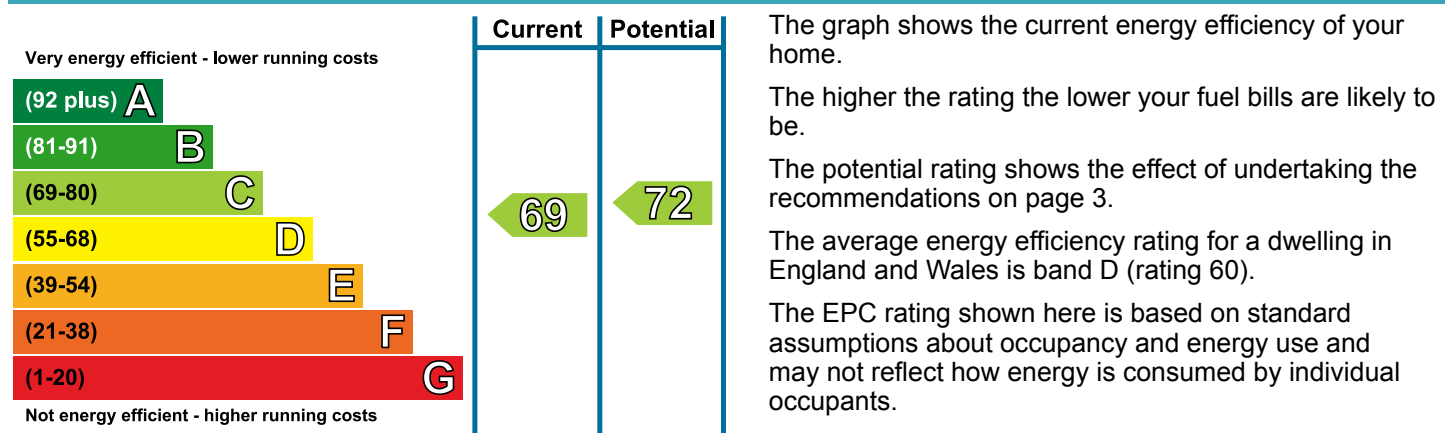 Current Potential
Very energy efficient - lower running costs
(92 plus) A
(81-91) B
(69-80) C
(55-68) D
(39-54) E
(21-38) F
(1-20) G
Not energy efficient - higher running costs
69 72
The graph shows the current energy efficiency of your
home.
The higher the rating the lower your fuel bills are likely to
be.
The potential rating shows the effect of undertaking the
recommendations on page 3.
The average energy efficiency rating for a dwelling in
England and Wales is band D (rating 60).
The EPC rating shown here is based on standard
assumptions about occupancy and energy use and
may not reflect how energy is consumed by individual
occupants.